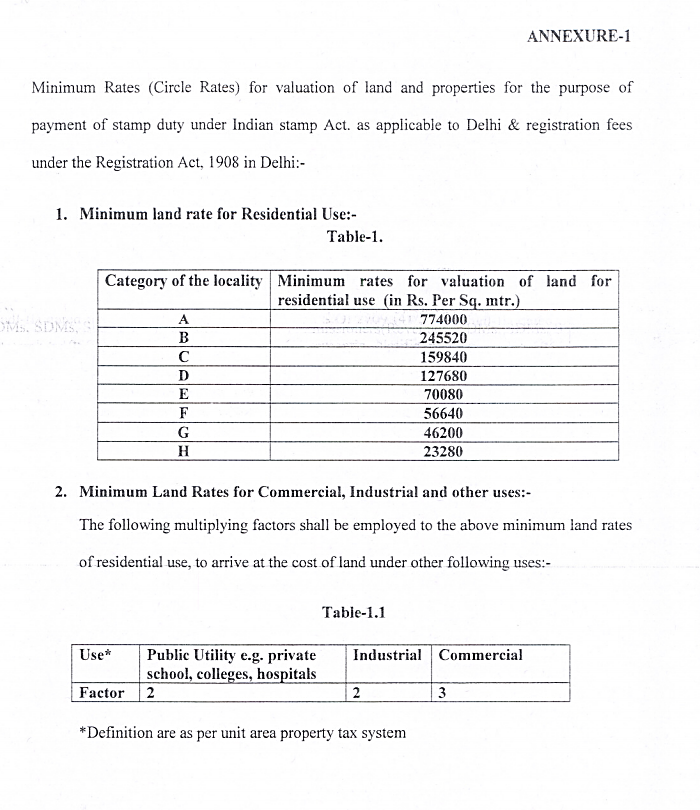 ANNEXURE-1
Minimum Rates (Circle Rates) for valuation of land and properties for the purpose of
payment of stamp duty under Indian stamp Act. as applicable to Delhi & registration fees
under the Registration Act, 1908 in Delhi:-
1. Minimum land rate for Residential Use:-
Table-1.
Category of the locality Minimum rates for valuation of land for
residential use (in Rs. Per Sq. mtr.)
A 774000
B 245520
C 159840
D 127680
E 70080
F 56640
G 46200
H 23280
2. Minimum Land Rates for Commercial, Industrial and other uses:-
The following multiplying factors shall be employed to the above minimum land rates
of residential use, to arrive at the cost of land under other following uses:-
Table-1.1
Use* Public Utility e.g. private Industrial Commercial
school, colleges, hospitals
Factor 2 2 3
*Definition are as per unit area property tax system